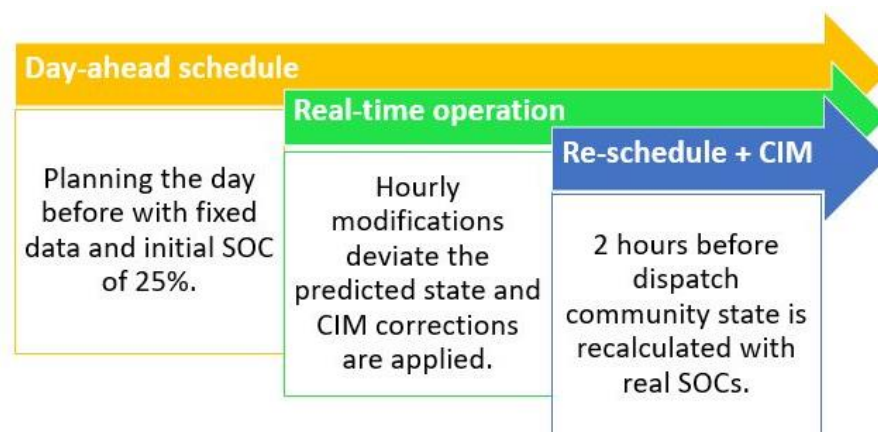 Day-ahead schedule
Planning the day
before with fixed
data and initial SOC
of 25%.
Real-time operation
Hourly
modifications
deviate the
predicted state and
CIM corrections
are applied.
Re-schedule + CIM
2 hours before
dispatch
community state is
recalculated with
real SOCs.